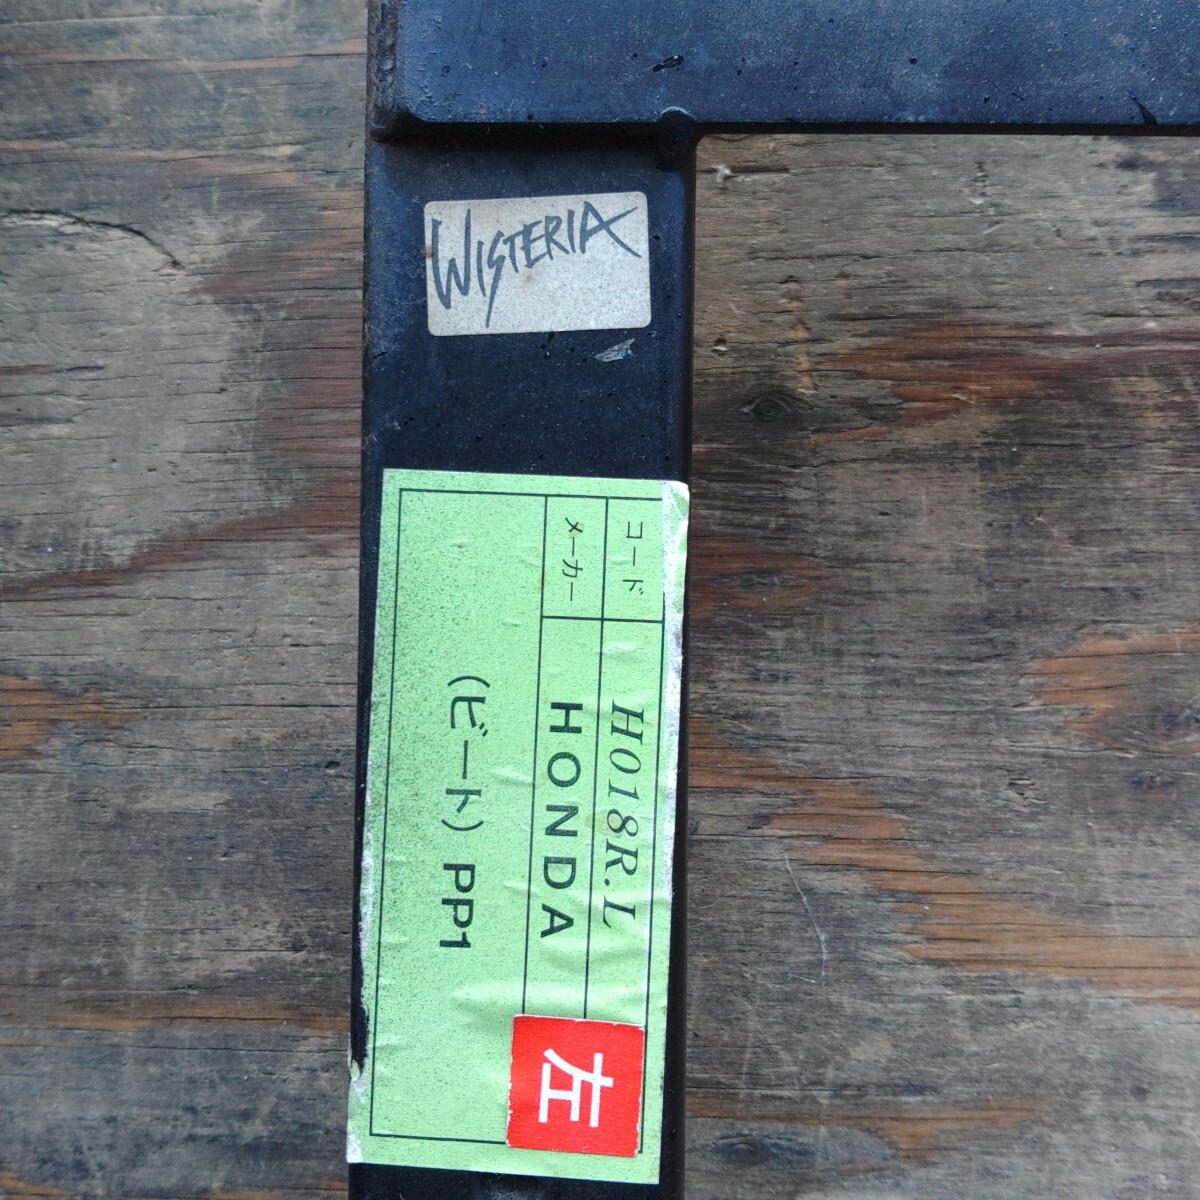 WISTERIA
コード H018R.L
メーカー HONDA
(ビート) PP1
左